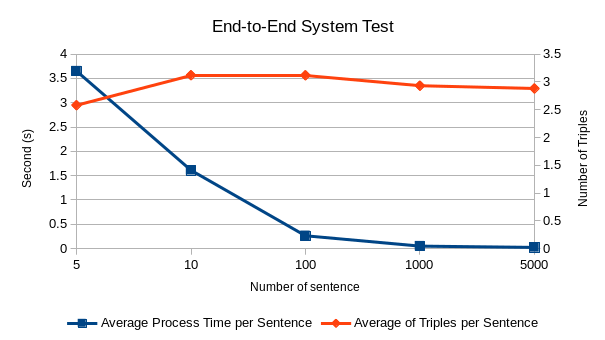 End-to-End System Test
4
3.5
3
2.5
2
1.5
1
0.5
0
Second (s)
3.5
3
2.5
2
1.5
1
0.5
0
Number of Triples
5 10 100 1000 5000
Number of sentence
Average Process Time per Sentence Average of Triples per Sentence